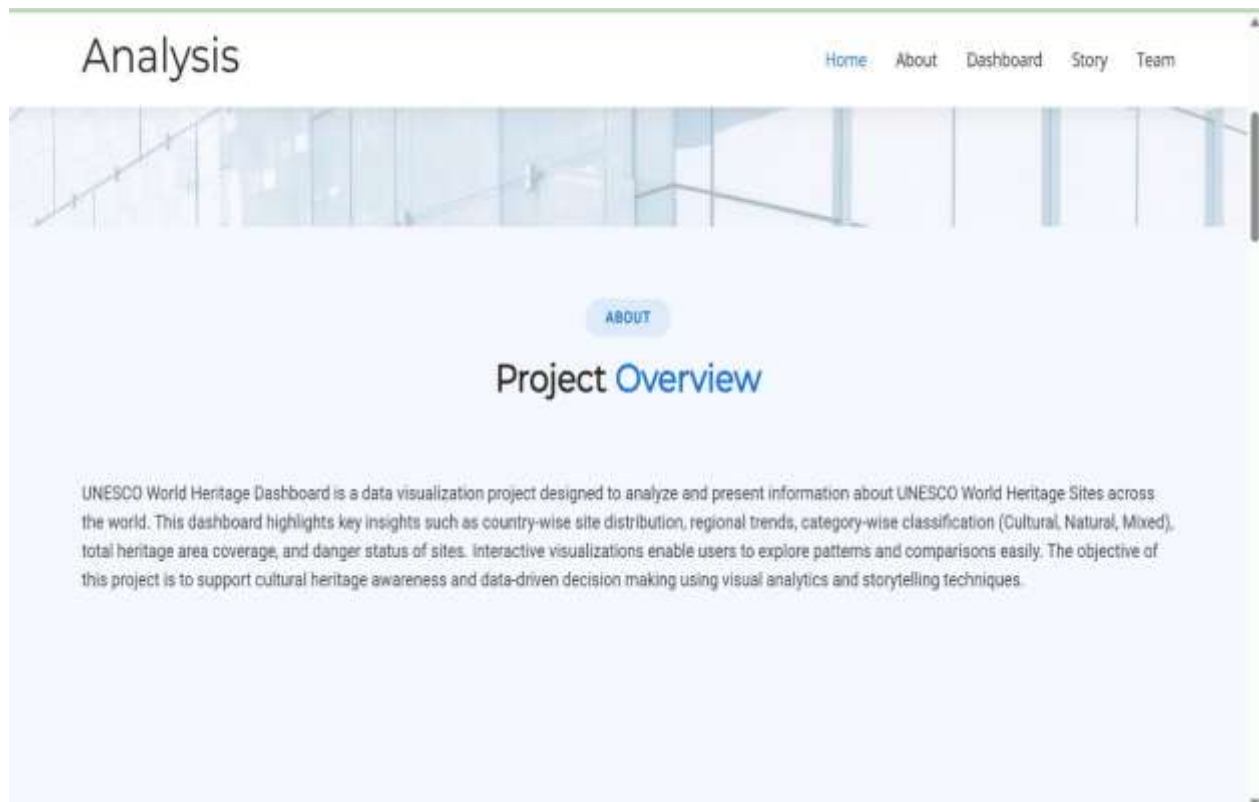 Analysis
Home About Dashboard Story Team
ABOUT
Project Overview
UNESCO World Heritage Dashboard is a data visualization project designed to analyze and present information about UNESCO World Heritage Sites across
the world. This dashboard highlights key insights such as country-wise site distribution, regional trends, category-wise classification (Cultural, Natural, Mixed),
total heritage area coverage, and danger status of sites. Interactive visualizations enable users to explore patterns and comparisons easily. The objective of
this project is to support cultural heritage awareness and data-driven decision making using visual analytics and storytelling techniques.